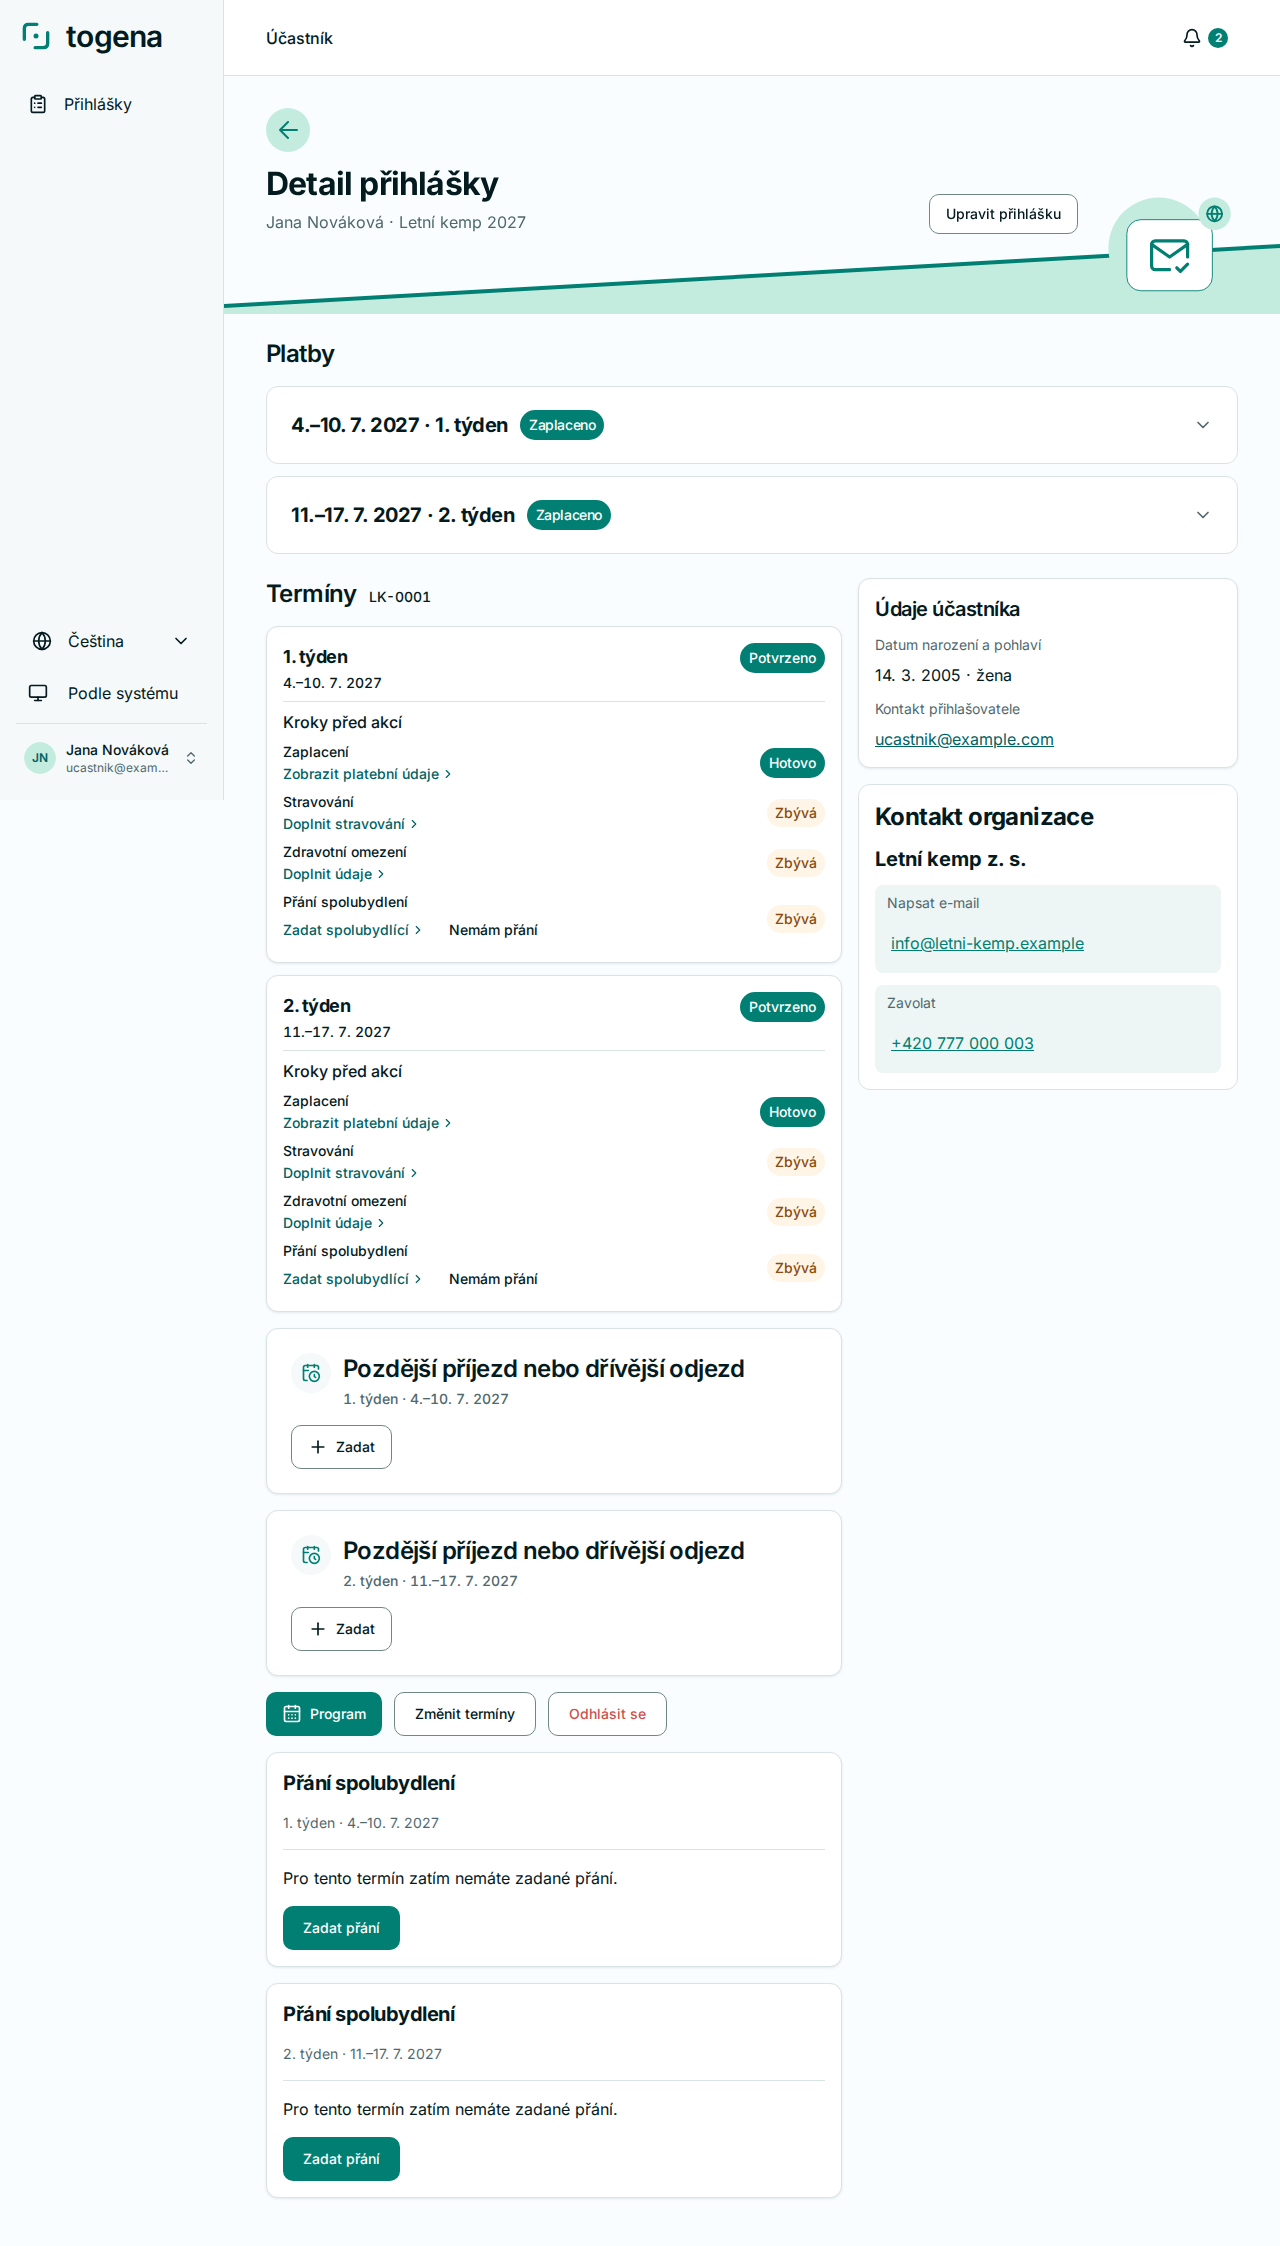 togena
Účastník
2
Přihlášky
Detail přihlášky
Jana Nováková · Letní kemp 2027
Upravit přihlášku
Platby
4.–10. 7. 2027 · 1. týden Zaplaceno
11.–17. 7. 2027 · 2. týden Zaplaceno
Termíny LK-0001
1. týden Potvrzeno
4.–10. 7. 2027
Kroky před akcí
Zaplacení
Zobrazit platební údaje
Hotovo
Stravování
Doplnit stravování
Zbývá
Zdravotní omezení
Doplnit údaje
Zbývá
Přání spolubydlení
Zadat spolubydlící Nemám přání
Zbývá
2. týden Potvrzeno
11.–17. 7. 2027
Kroky před akcí
Zaplacení
Zobrazit platební údaje
Hotovo
Stravování
Doplnit stravování
Zbývá
Zdravotní omezení
Doplnit údaje
Zbývá
Přání spolubydlení
Zadat spolubydlící Nemám přání
Zbývá
Pozdější příjezd nebo dřívější odjezd
1. týden · 4.–10. 7. 2027
Zadat
Pozdější příjezd nebo dřívější odjezd
2. týden · 11.–17. 7. 2027
Zadat
Program Změnit termíny Odhlásit se
Přání spolubydlení
1. týden · 4.–10. 7. 2027
Pro tento termín zatím nemáte zadané přání.
Zadat přání
Přání spolubydlení
2. týden · 11.–17. 7. 2027
Pro tento termín zatím nemáte zadané přání.
Zadat přání
Údaje účastníka
Datum narození a pohlaví
14. 3. 2005 · žena
Kontakt přihlašovatele
ucastnik@example.com
Kontakt organizace
Letní kemp z. s.
Napsat e-mail
info@letni-kemp.example
Zavolat
+420 777 000 003
Čeština
Podle systému
JN
Jana Nováková
ucastnik@exam...